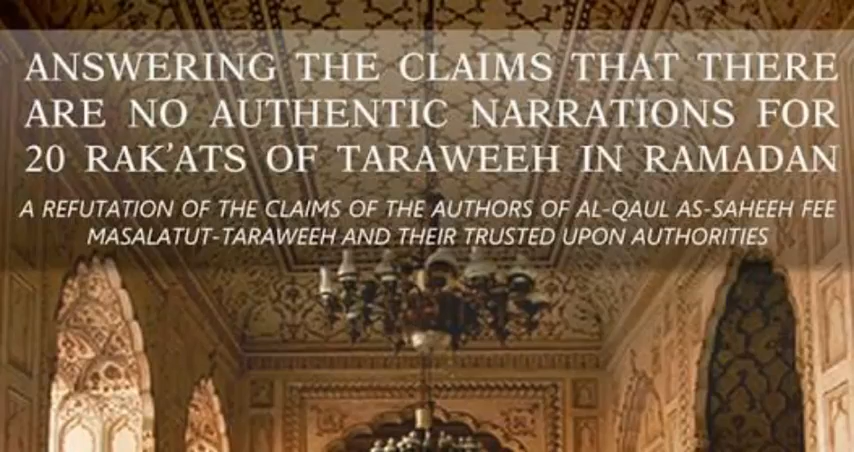 ANSWERING THE CLAIMS THAT THERE
ARE NO AUTHENTIC NARRATIONS FOR
20 RAK'ATS OF TARAWEEH IN RAMADAN
A REFUTATION OF THE CLAIMS OF THE AUTHORS OF AL-QAUL AS-SAHEEH FEE
MASALATUT-TARAWEEH AND THEIR TRUSTED UPON AUTHORITIES